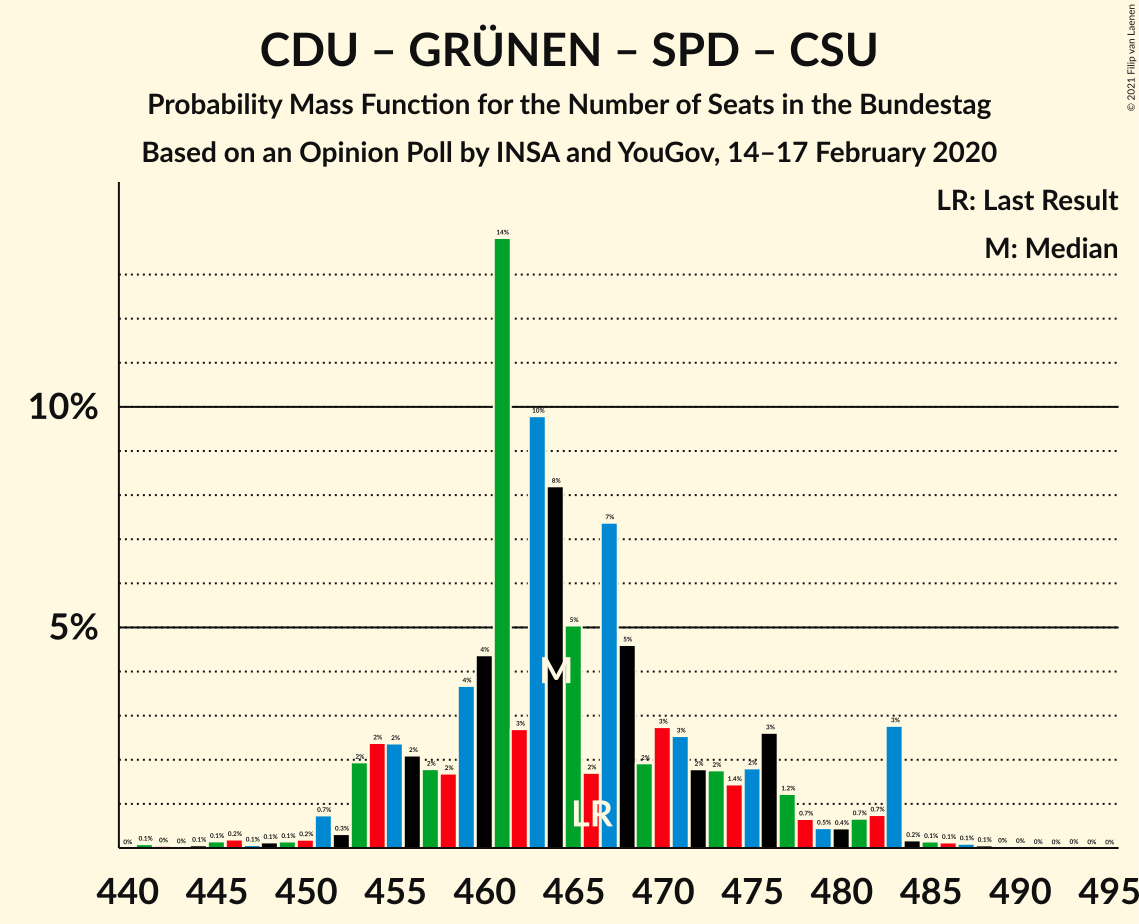 CDU – GRÜNEN – SPD – CSU
Probability Mass Function for the Number of Seats in the Bundestag
Based on an Opinion Poll by INSA and YouGov, 14–17 February 2020
© 2021 Filip van Laenen
LR: Last Result
M: Median
10%
5%
0% 0.1% 0% 0% 0.1% 0.1% 0.2% 0.1% 0.1% 0.1% 0.2% 0.7% 0.3% 2% 2% 2% 2% 2% 2% 4% 4% 14% 3% 10% 8% 5% 2% 7% 5% 2% 3% 3% 2% 2% 1.4% 2% 3% 1.2% 0.7% 0.5% 0.4% 0.7% 0.7% 3% 0.2% 0.1% 0.1% 0.1% 0.1% 0% 0% 0% 0% 0% 0% 0%
M
LR
440 445 450 455 460 465 470 475 480 485 490 495